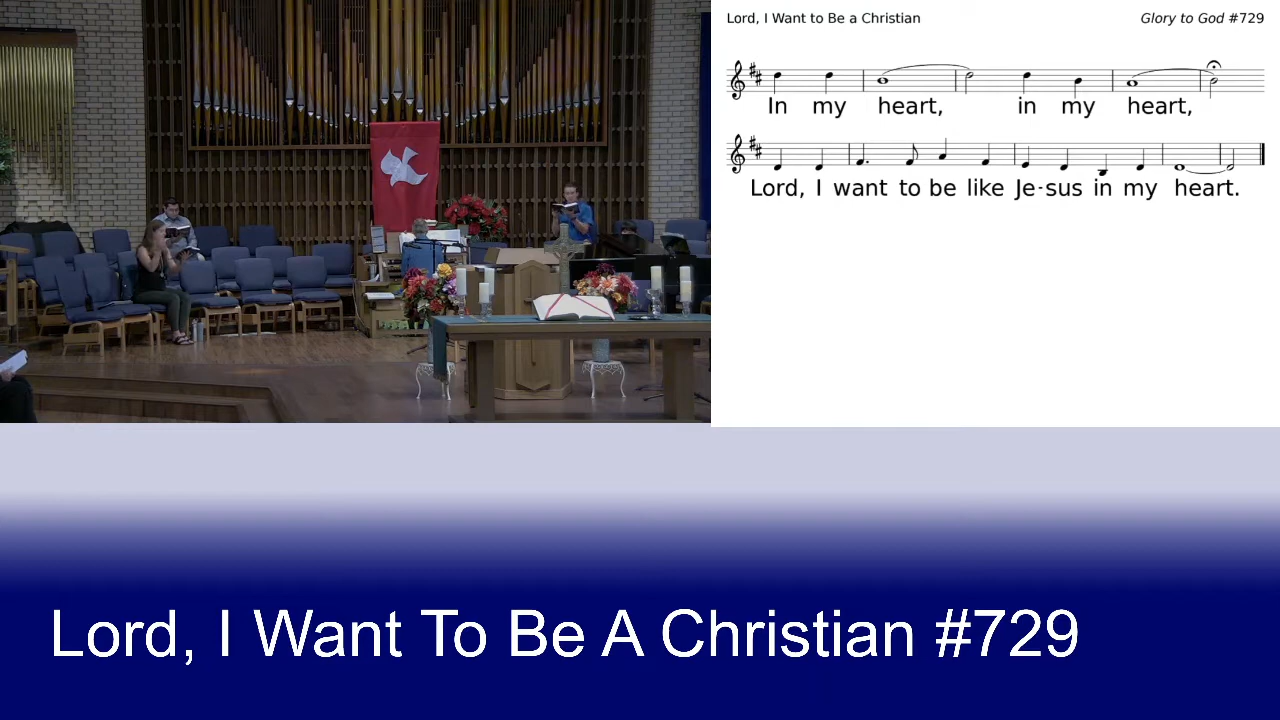 Lord, I Want to Be a Christian
Glory to God #729
In my heart, in my heart,
Lord, I want to be like Je-sus in my heart.
Lord, I Want To Be A Christian #729